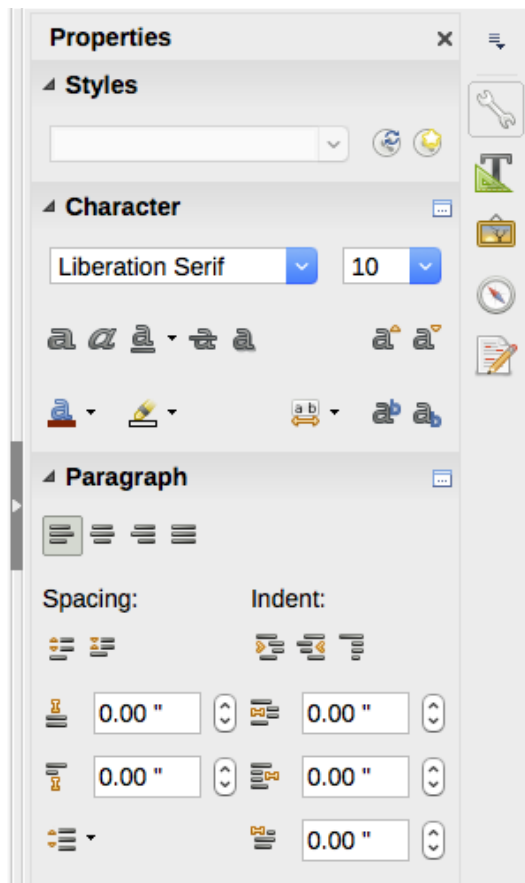 Properties
Styles
Character
Liberation Serif 10
Paragraph
Spacing: Indent:
0.00 " 0.00 "
0.00 " 0.00 "
0.00 "